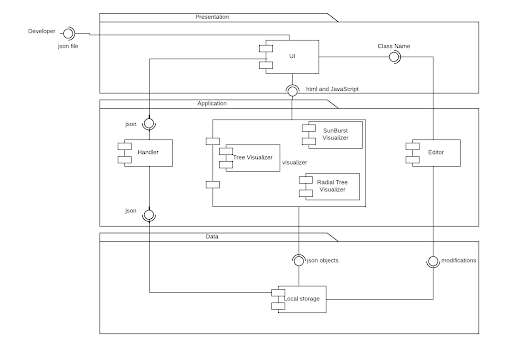 Presentation
Developer
json file
UI
Class Name
html and JavaScript
Application
json
SunBurst
Visualizer
Handler
Tree Visualizer
visualizer
Editor
Radial Tree
Visualizer
json
Data
json objects
modifications
Local storage